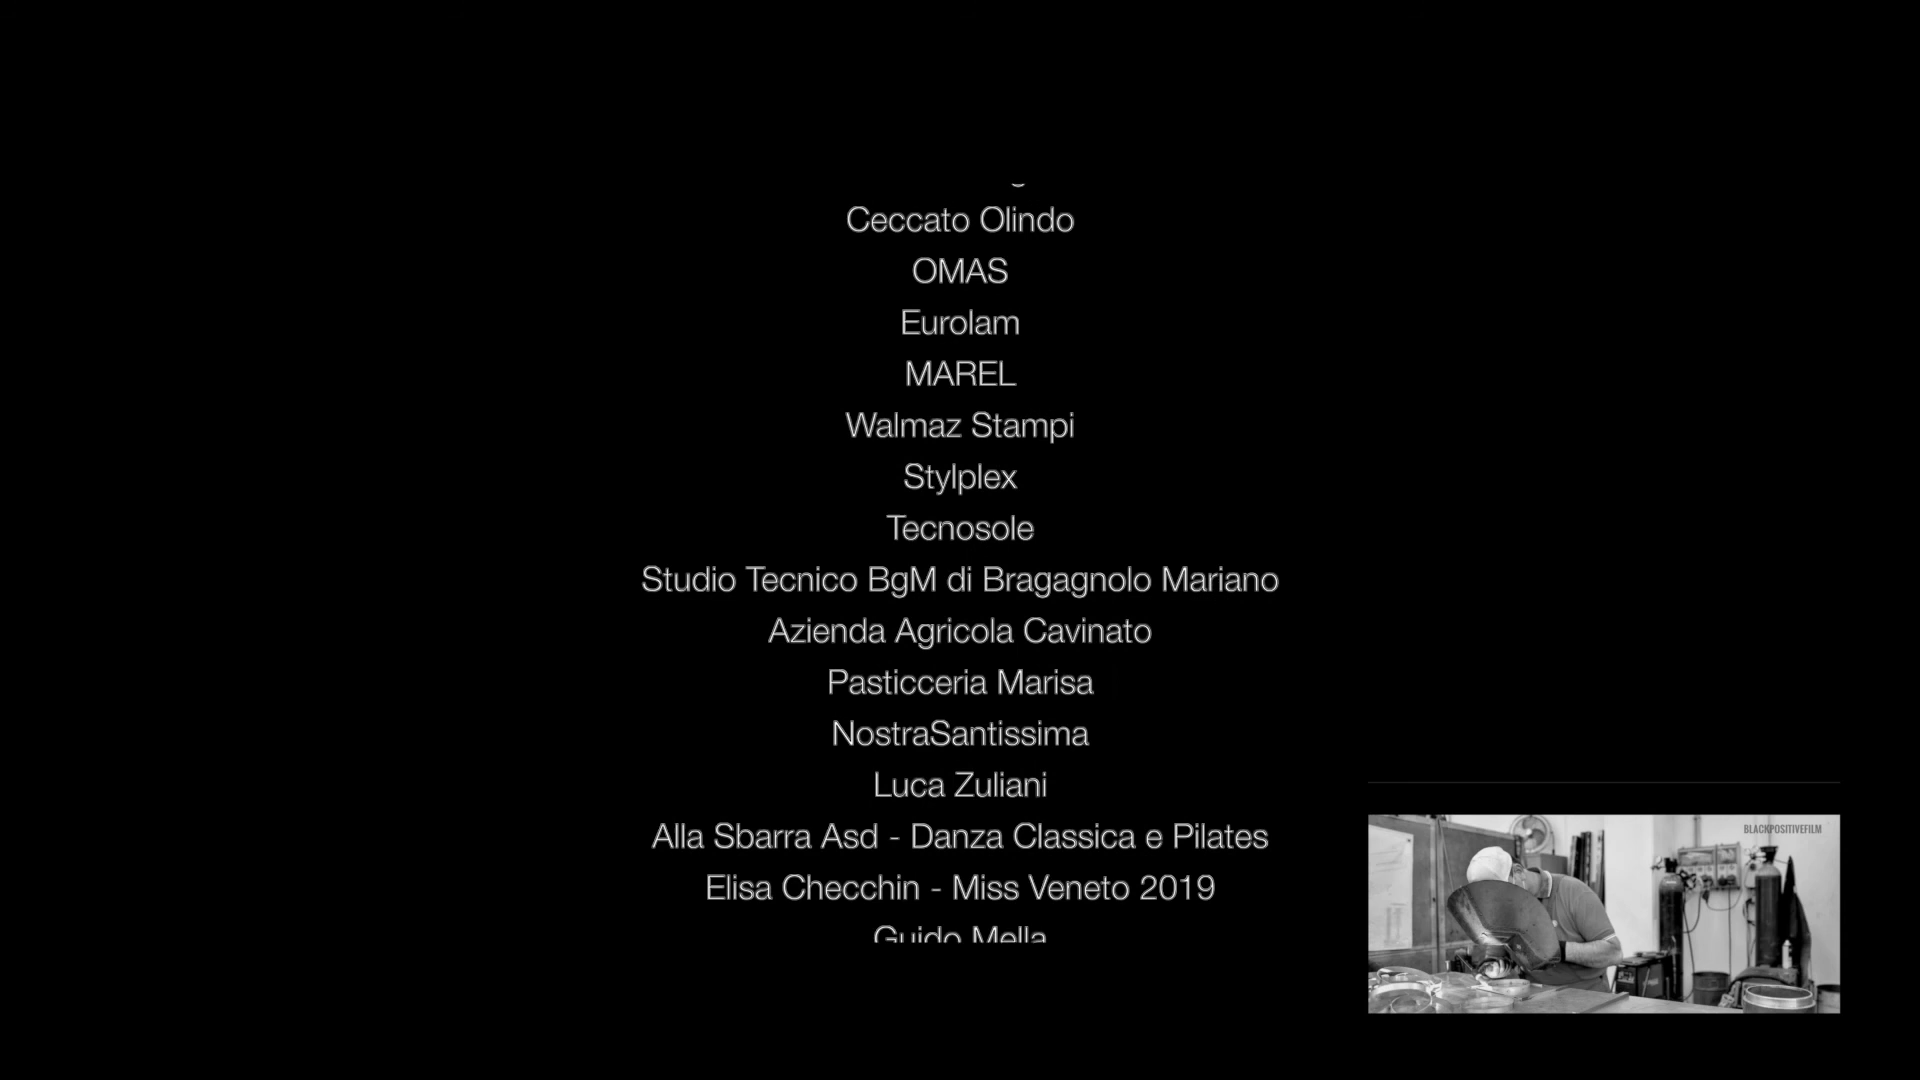 Ceccato Olindo
OMAS
Eurolam
MAREL
Walmaz Stampi
Stylplex
Tecnosole
Studio Tecnico BgM di Bragagnolo Mariano
Azienda Agricola Cavinato
Pasticceria Marisa
NostraSantissima
Luca Zuliani
Alla Sbarra Asd - Danza Classica e Pilates
Elisa Checchin - Miss Veneto 2019
Guido Mella
BLACKPOSITIVEFILM